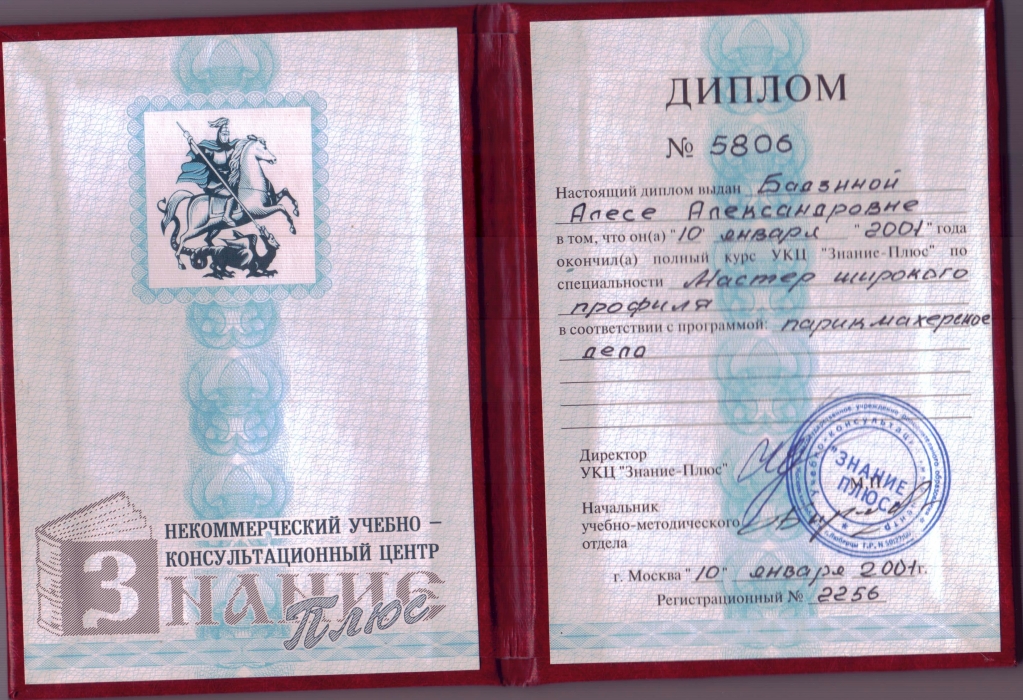 НЕКОММЕРЧЕСКИЙ УЧЕБНО –
КОНСУЛЬТАЦИОННЫЙ ЦЕНТР
ЗНАНИЕ
Плюс
ДИПЛОМ
№ 5806
Настоящий диплом выдан
Алесе Александровне
в том, что он(а) "10" января "2001" года
окончил(а) полный курс УКЦ "Знание-Плюс" по
специальности Мастер широкого
профиля
в соответствии с программой: парикмахерское
дело
Директор
УКЦ "Знание-Плюс"
"ЗНАНИЕ
ПЛЮС"
М.П.
Начальник
учебно-методического
отдела
г. Москва "10" января 2001г.
Регистрационный № 2256